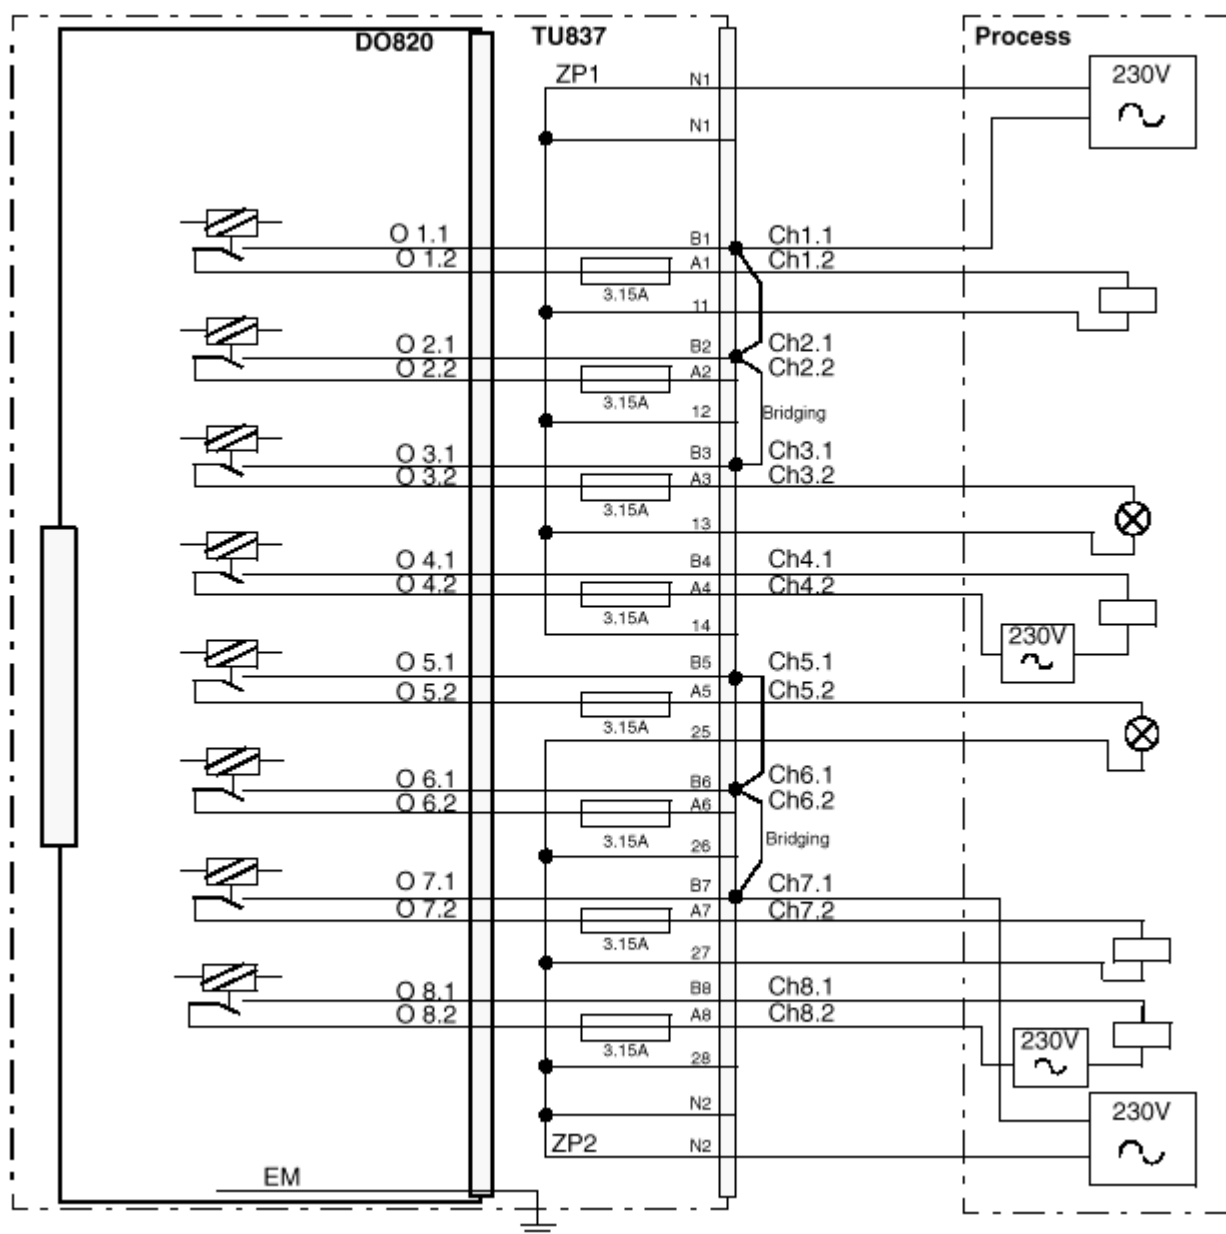 DO820
TU837
Process
ZP1
N1
230V
N1
O 1.1
B1
Ch1.1
O 1.2
A1
Ch1.2
3.15A
11
O 2.1
B2
Ch2.1
O 2.2
A2
Ch2.2
3.15A
12
Bridging
O 3.1
B3
Ch3.1
O 3.2
A3
Ch3.2
3.15A
13
O 4.1
B4
Ch4.1
O 4.2
A4
Ch4.2
3.15A
14
230V
O 5.1
B5
Ch5.1
O 5.2
A5
Ch5.2
3.15A
25
O 6.1
B6
Ch6.1
O 6.2
A6
Ch6.2
3.15A
26
Bridging
O 7.1
B7
Ch7.1
O 7.2
A7
Ch7.2
3.15A
27
O 8.1
B8
Ch8.1
O 8.2
A8
Ch8.2
3.15A
28
230V
N2
230V
ZP2
N2
EM